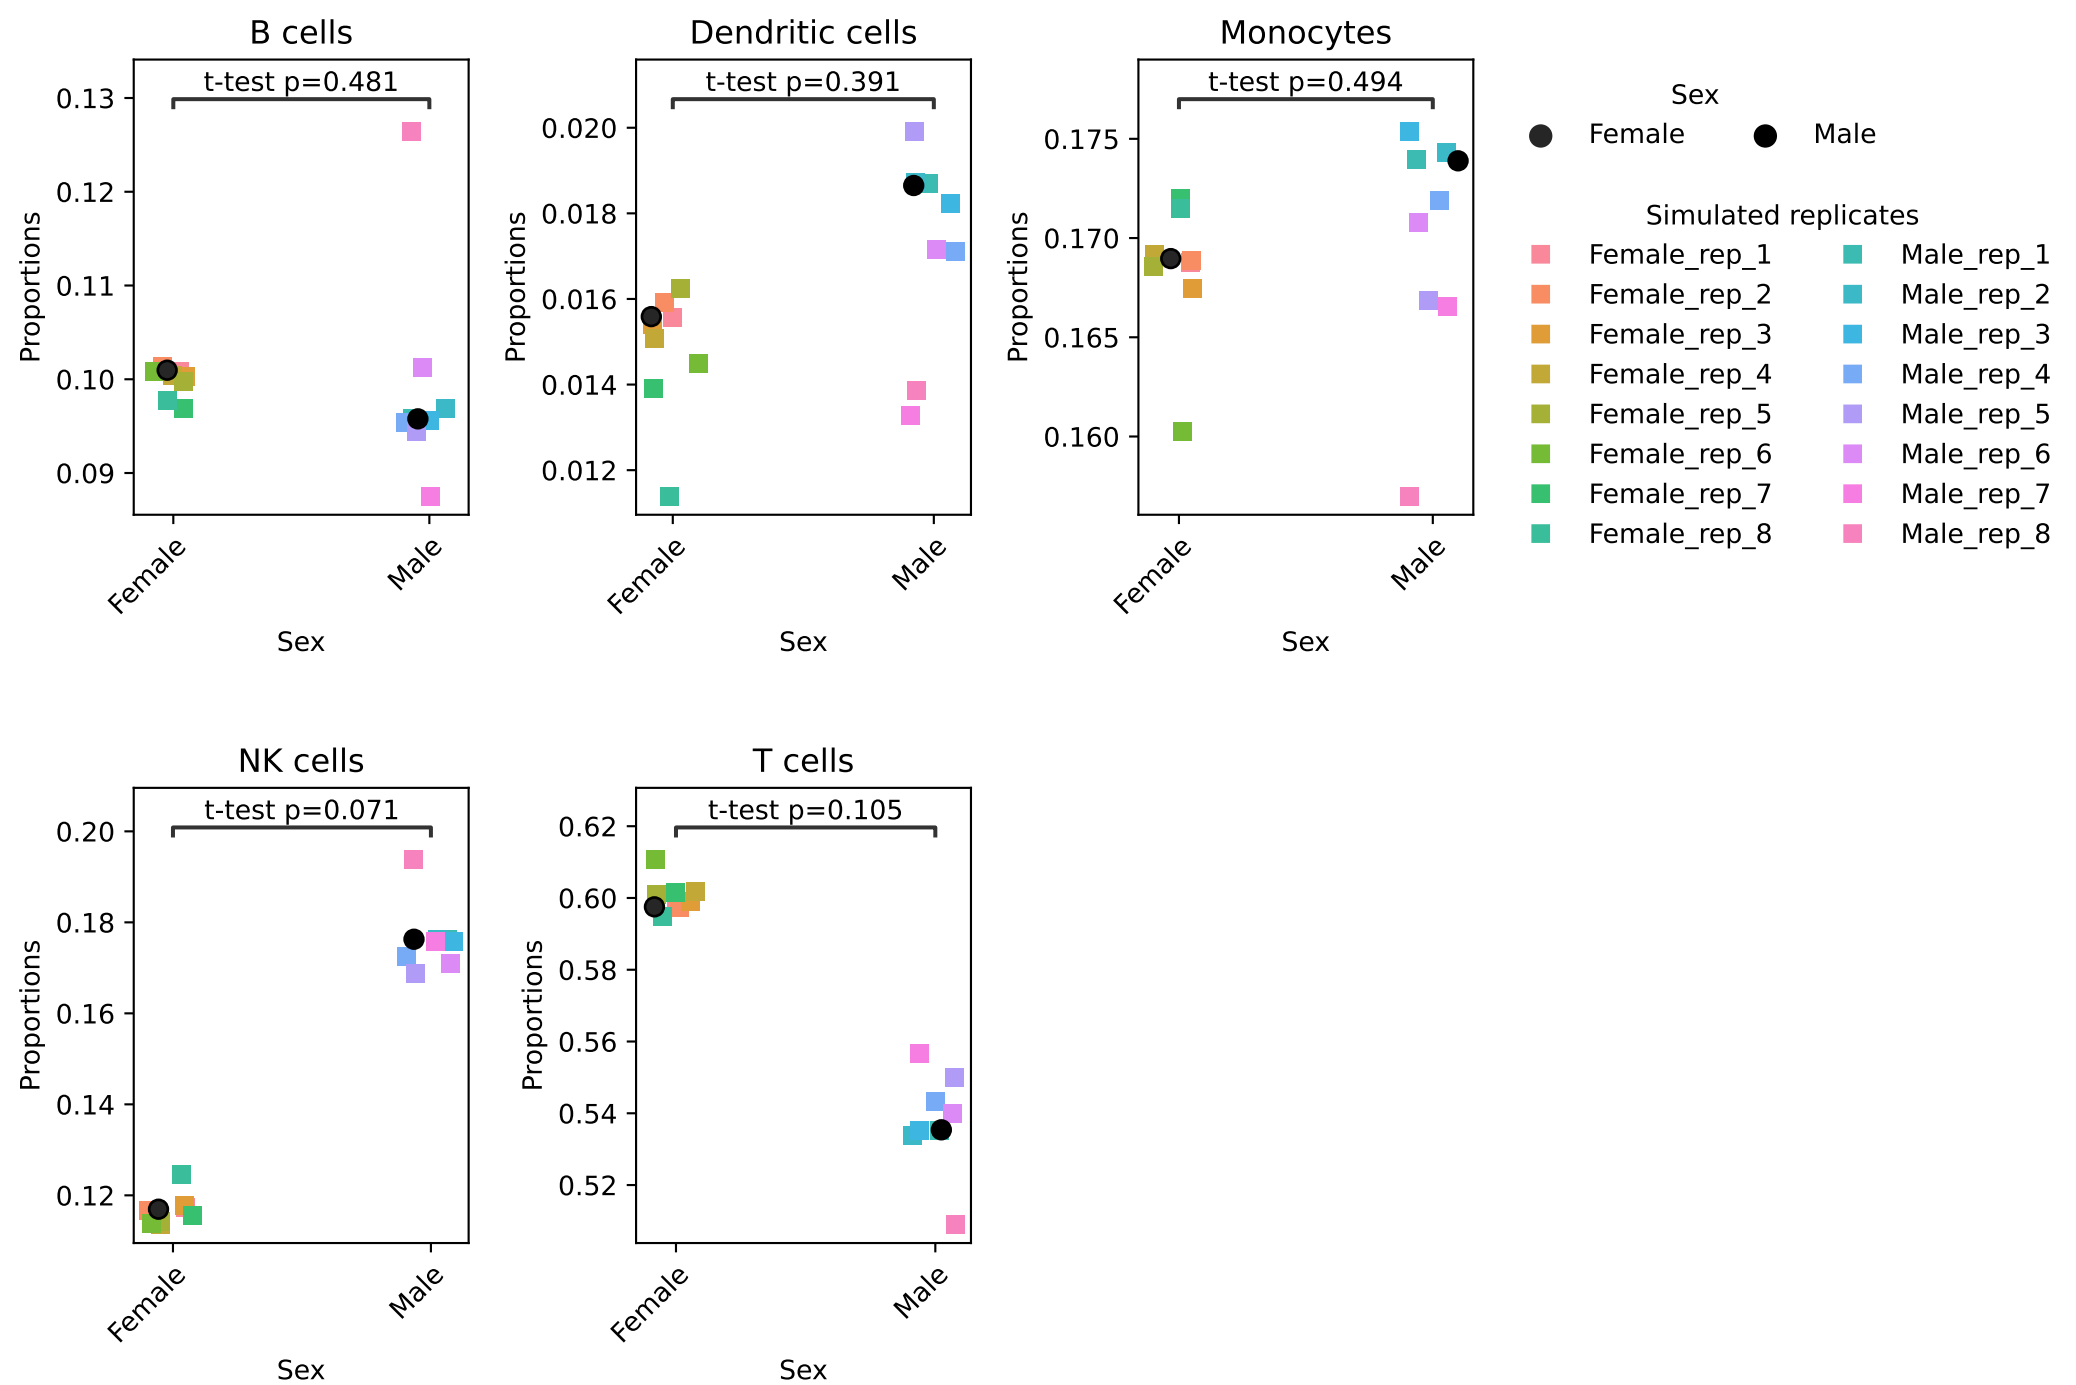 B cells
t-test p=0.481
Proportions
0.13
0.12
0.11
0.10
0.09
Female
Male
Sex
Dendritic cells
t-test p=0.391
Proportions
0.020
0.018
0.016
0.014
0.012
Female
Male
Sex
Monocytes
t-test p=0.494
Proportions
0.175
0.170
0.165
0.160
Female
Male
Sex
Sex
Female Male
Simulated replicates
Female_rep_1 Male_rep_1
Female_rep_2 Male_rep_2
Female_rep_3 Male_rep_3
Female_rep_4 Male_rep_4
Female_rep_5 Male_rep_5
Female_rep_6 Male_rep_6
Female_rep_7 Male_rep_7
Female_rep_8 Male_rep_8
NK cells
t-test p=0.071
Proportions
0.20
0.18
0.16
0.14
0.12
Female
Male
Sex
T cells
t-test p=0.105
Proportions
0.62
0.60
0.58
0.56
0.54
0.52
Female
Male
Sex